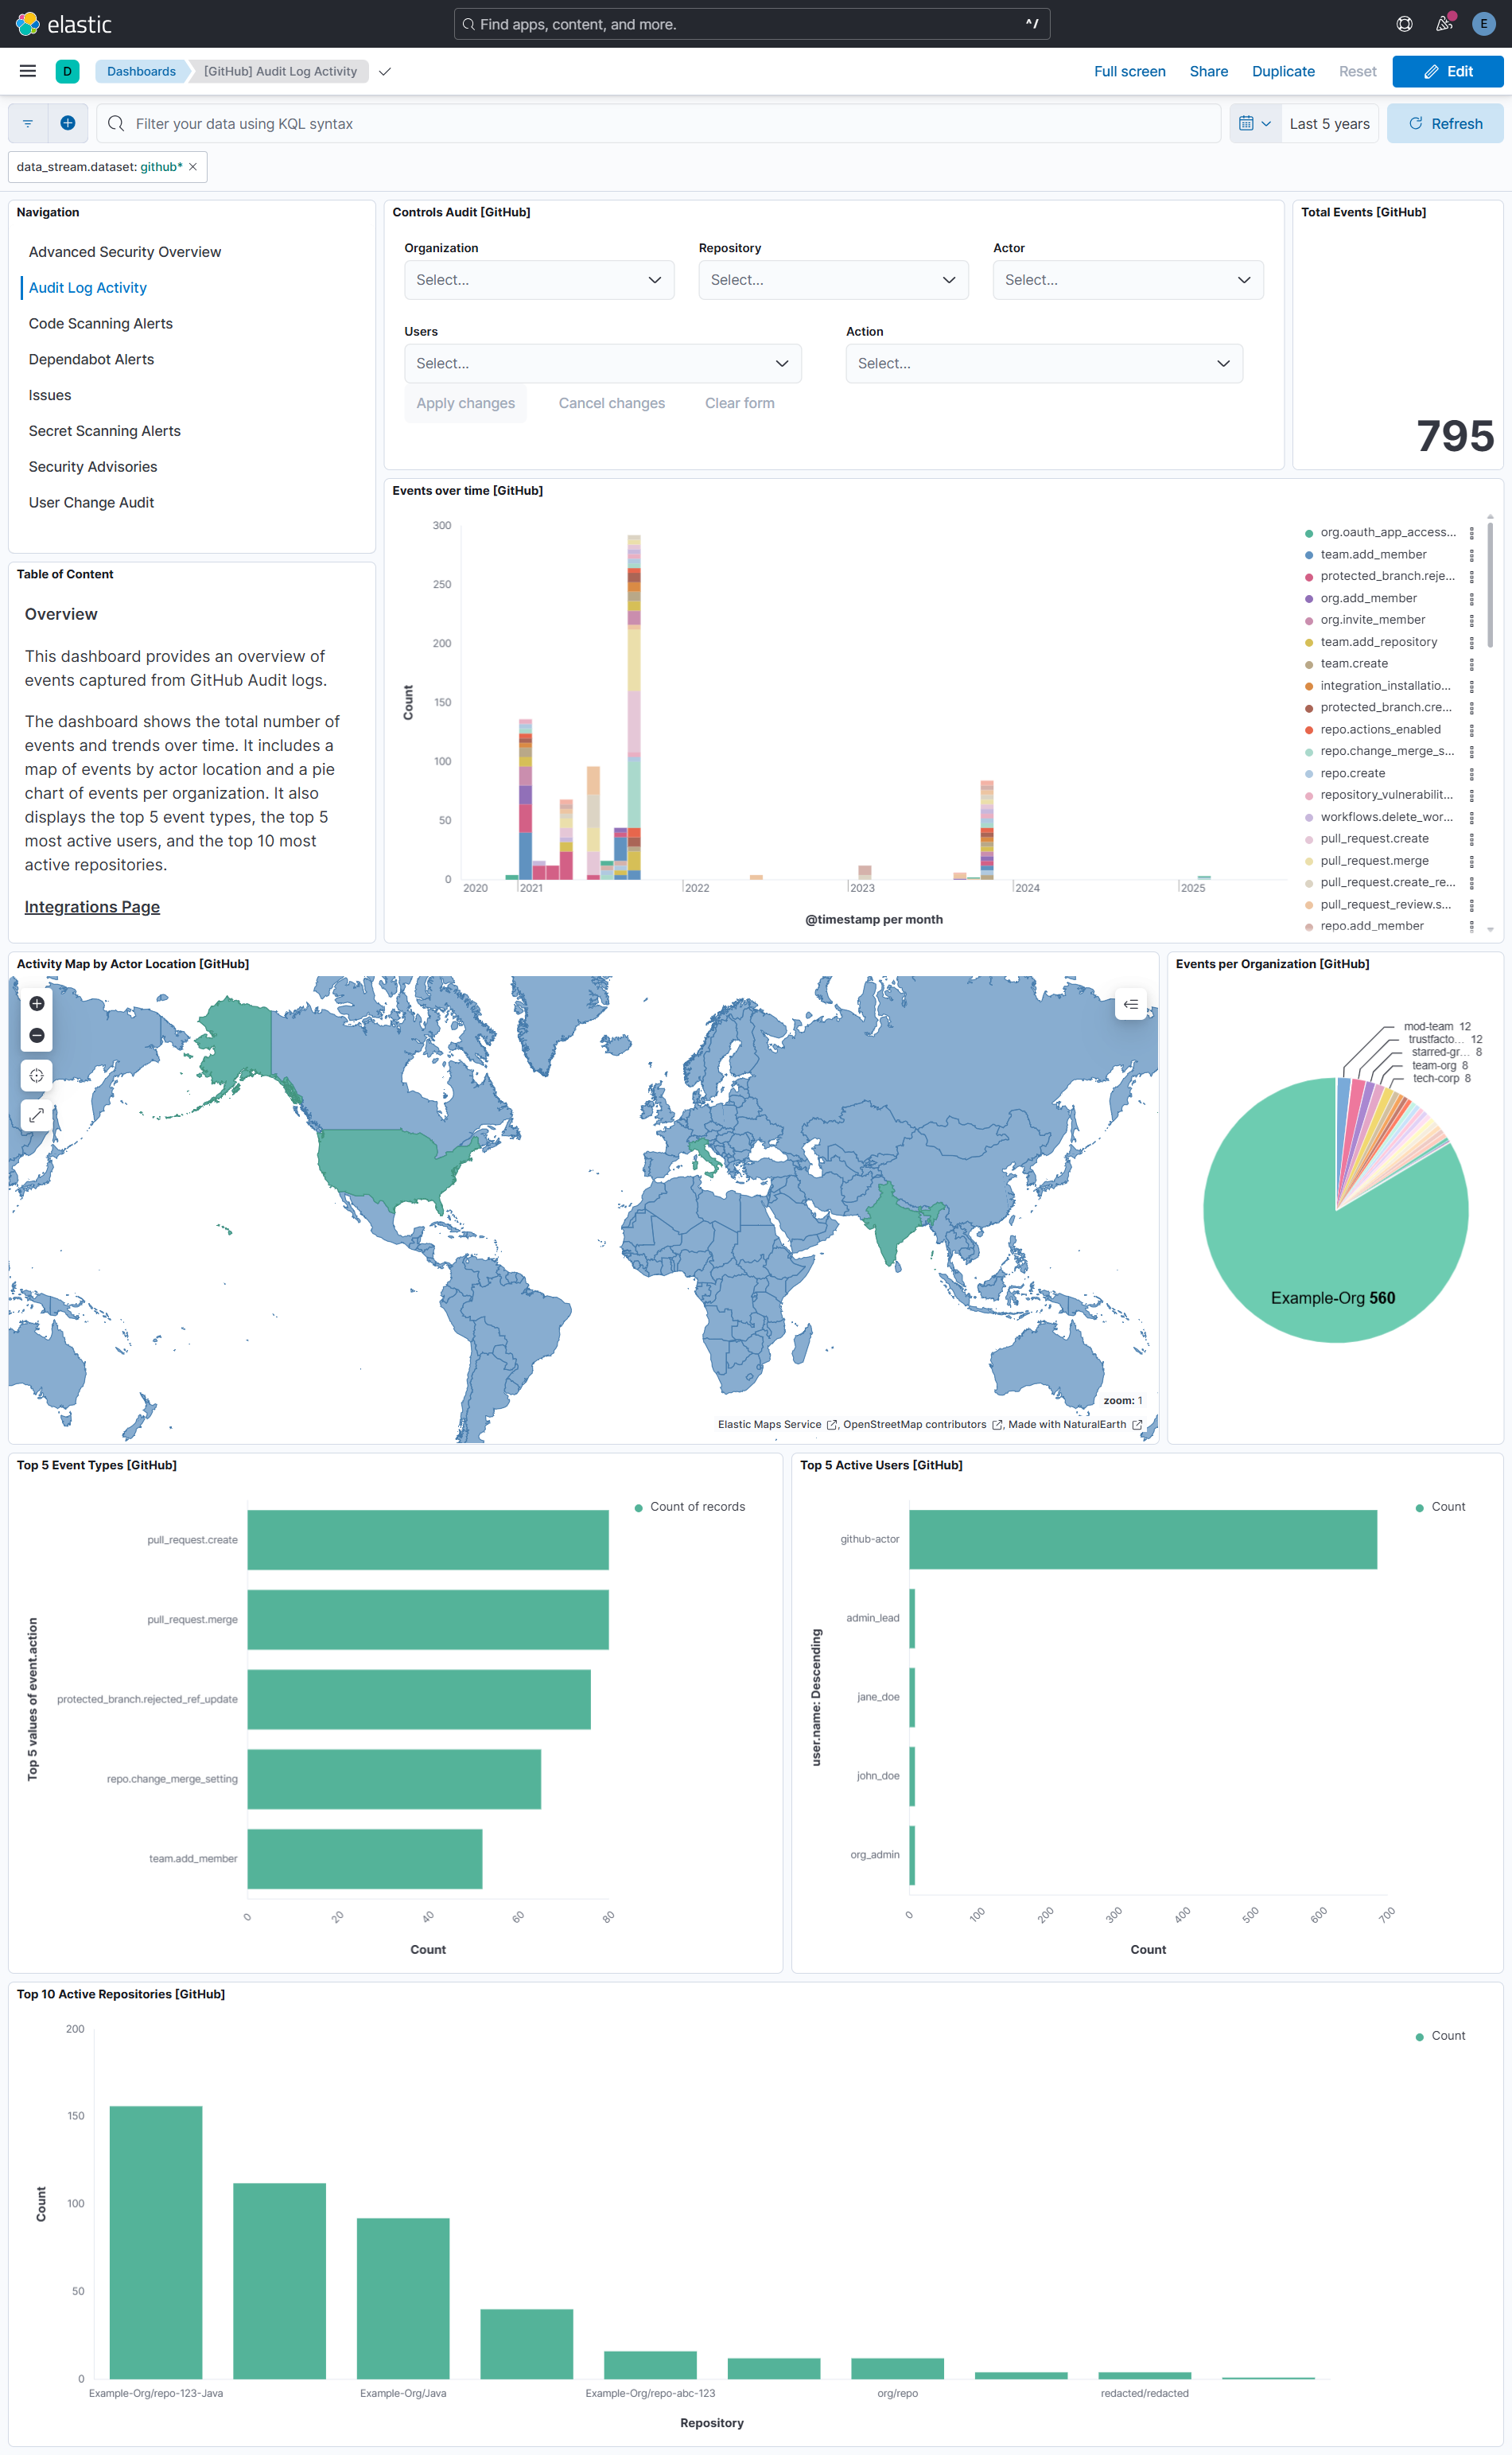 elastic
Find apps, content, and more.
^/
E
D
Dashboards
[GitHub] Audit Log Activity
Full screen
Share
Duplicate
Reset
Edit
Filter your data using KQL syntax
Last 5 years
Refresh
data_stream.dataset: github*
Navigation
Advanced Security Overview
Audit Log Activity
Code Scanning Alerts
Dependabot Alerts
Issues
Secret Scanning Alerts
Security Advisories
User Change Audit
Controls Audit [GitHub]
Organization
Select...
Repository
Select...
Actor
Select...
Users
Select...
Action
Select...
Apply changes
Cancel changes
Clear form
Total Events [GitHub]
795
Table of Content
Overview
This dashboard provides an overview of
events captured from GitHub Audit logs.
The dashboard shows the total number of
events and trends over time. It includes a
map of events by actor location and a pie
chart of events per organization. It also
displays the top 5 event types, the top 5
most active users, and the top 10 most
active repositories.
Integrations Page
Events over time [GitHub]
Count
300
250
200
150
100
50
0
2020
2021
2022
2023
2024
2025
@timestamp per month
org.oauth_app_access...
team.add_member
protected_branch.reje...
org.add_member
org.invite_member
team.add_repository
team.create
integration_installatio...
protected_branch.cre...
repo.actions_enabled
repo.change_merge_s...
repo.create
repository_vulnerabilit...
workflows.delete_wor...
pull_request.create
pull_request.merge
pull_request.create_re...
pull_request_review.s...
repo.add_member
Activity Map by Actor Location [GitHub]
zoom: 1
Elastic Maps Service , OpenStreetMap contributors , Made with NaturalEarth
Events per Organization [GitHub]
mod-team 12
trustfacto... 12
starred-gr... 8
team-org 8
tech-corp 8
Example-Org 560
Top 5 Event Types [GitHub]
Top 5 values of event.action
pull_request.create
pull_request.merge
protected_branch.rejected_ref_update
repo.change_merge_setting
team.add_member
0
20
40
60
80
Count
Count of records
Top 5 Active Users [GitHub]
user.name: Descending
github-actor
admin_lead
jane_doe
john_doe
org_admin
0
100
200
300
400
500
600
700
Count
Count
Top 10 Active Repositories [GitHub]
Count
200
150
100
50
0
Example-Org/repo-123-Java
Example-Org/Java
Example-Org/repo-abc-123
org/repo
redacted/redacted
Repository
Count